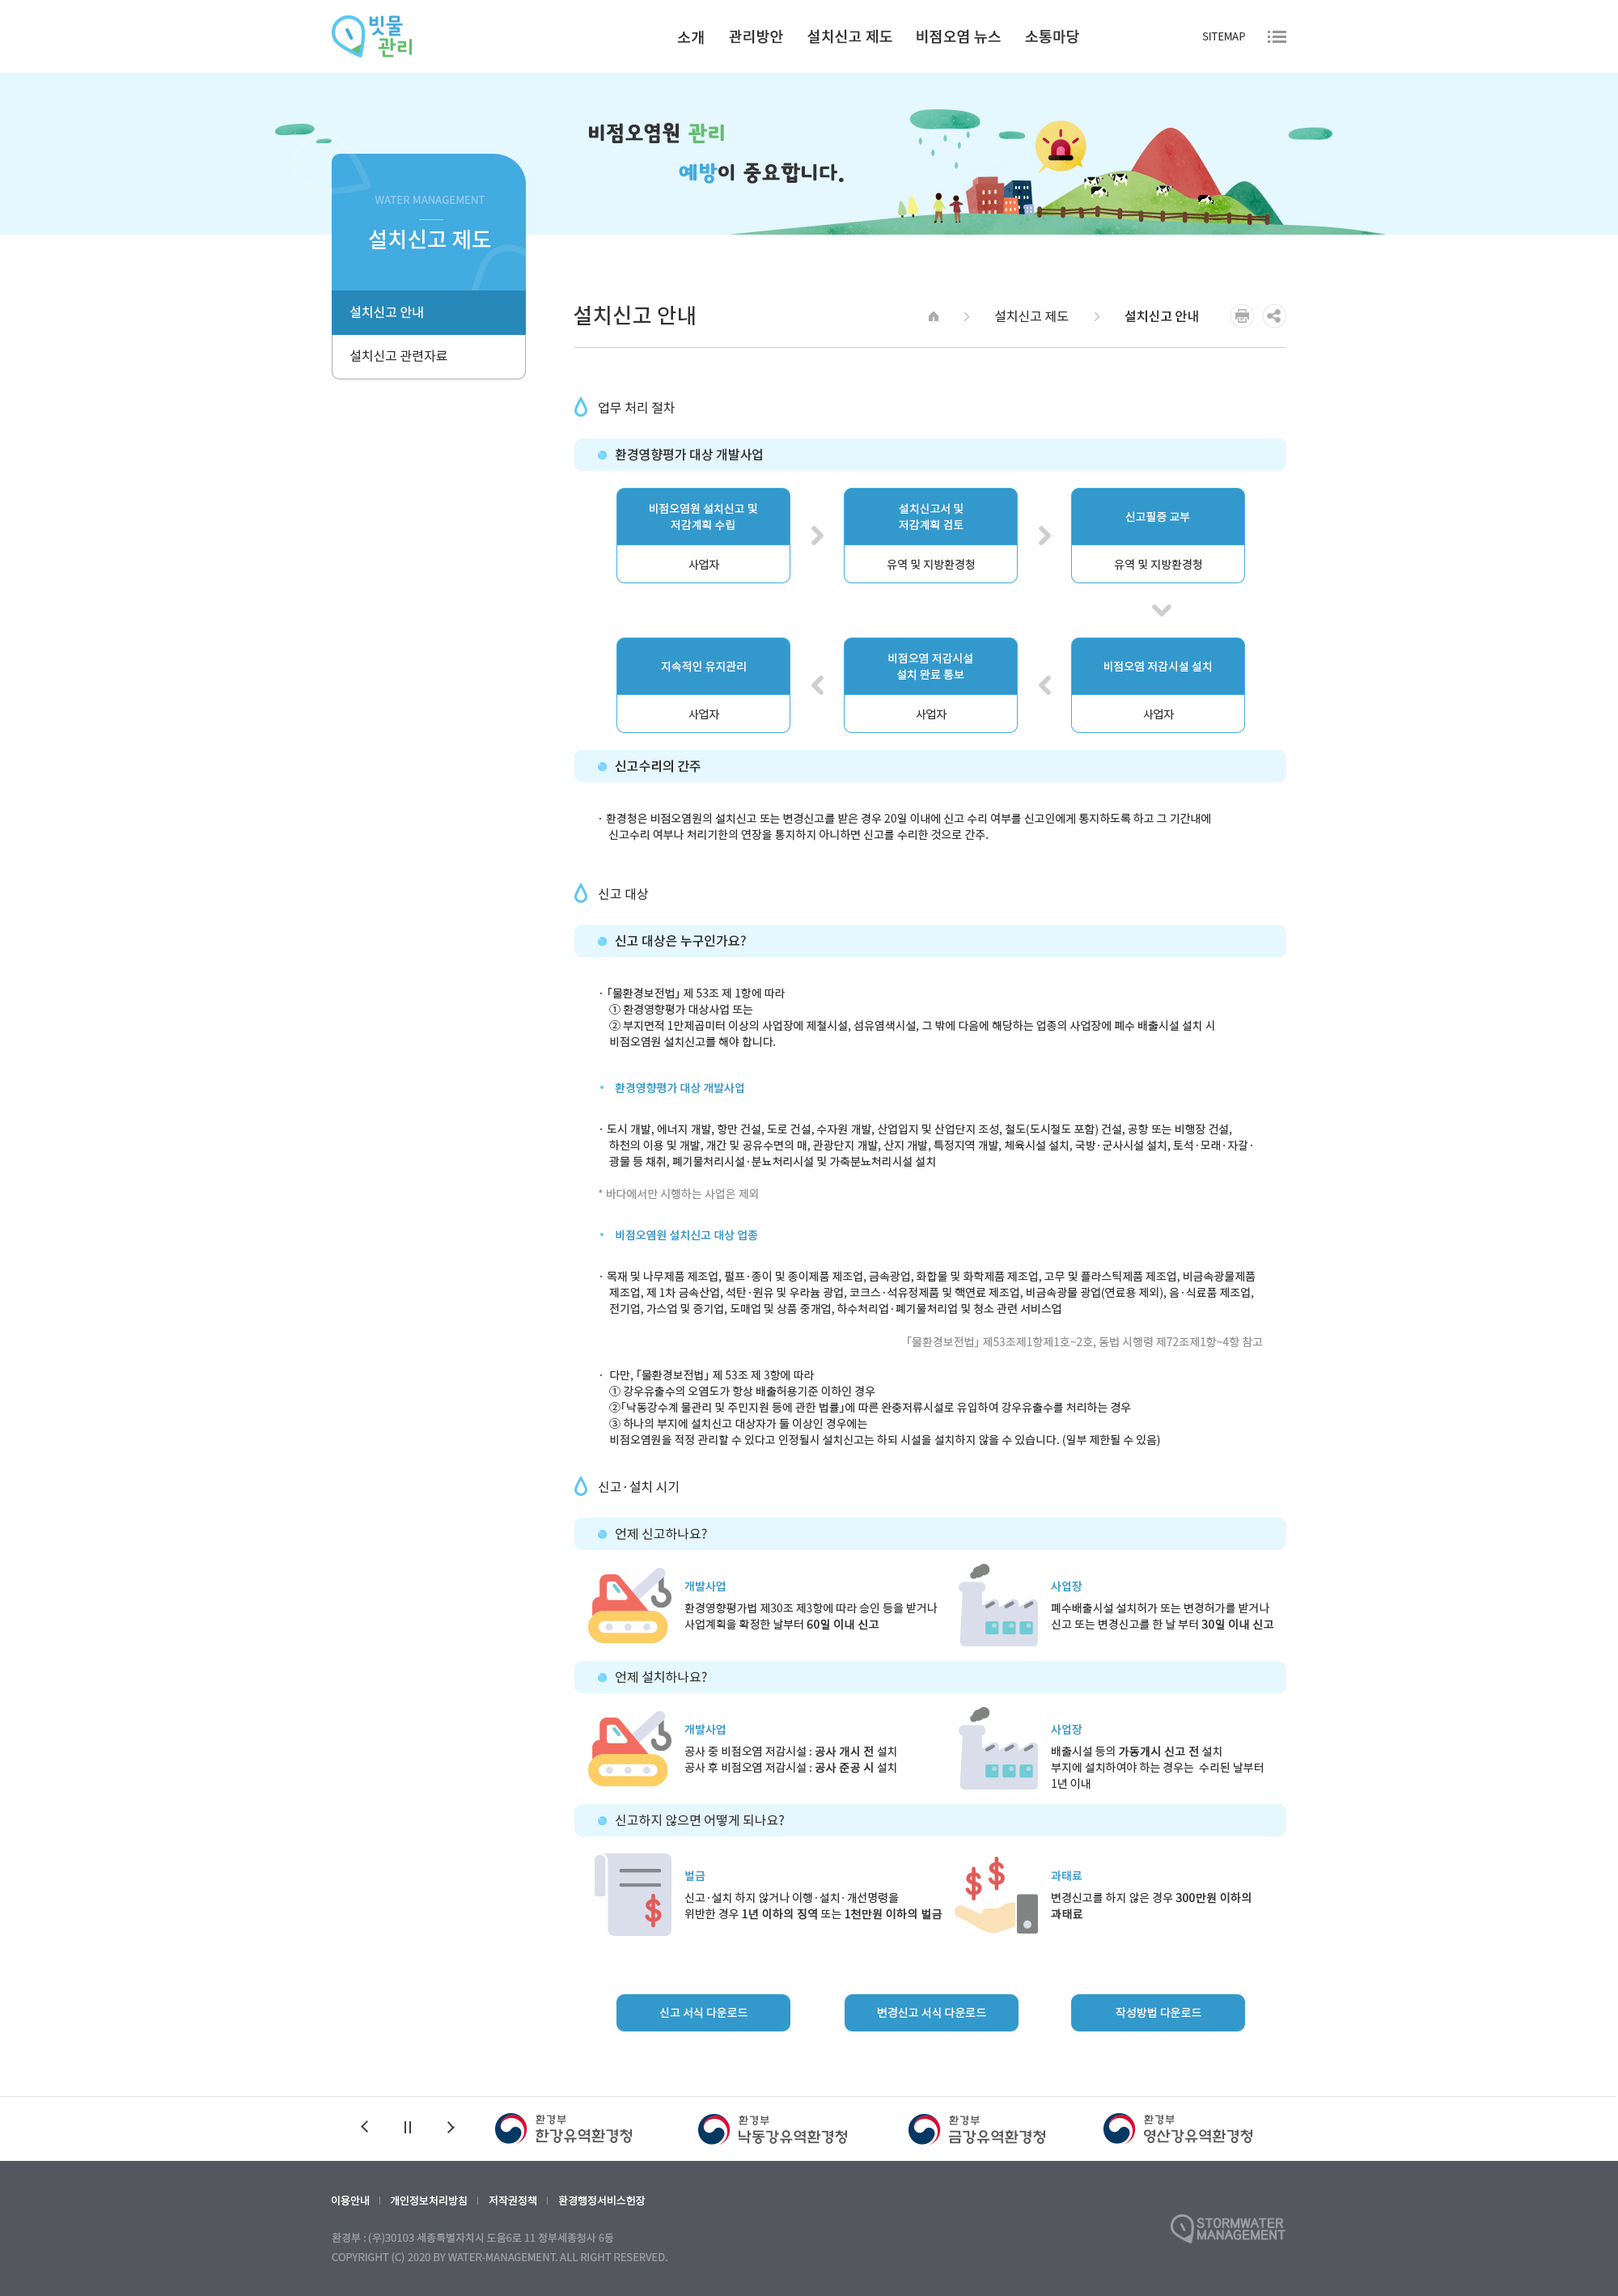 빗물
관리
소개 관리방안 설치신고 제도 비점오염 뉴스 소통마당 SITEMAP
비점오염원 관리
예방이 중요합니다.
WATER MANAGEMENT
설치신고 제도
설치신고 안내
설치신고 관련자료
설치신고 안내
설치신고 제도 설치신고 안내
업무 처리 절차
환경영향평가 대상 개발사업
비점오염원 설치신고 및
저감계획 수립
사업자
설치신고서 및
저감계획 검토
유역 및 지방환경청
신고필증 교부
유역 및 지방환경청
지속적인 유지관리
사업자
비점오염 저감시설
설치 완료 통보
사업자
비점오염 저감시설 설치
사업자
신고수리의 간주
· 환경청은 비점오염원의 설치신고 또는 변경신고를 받은 경우 20일 이내에 신고 수리 여부를 신고인에게 통지하도록 하고 그 기간내에
신고수리 여부나 처리기한의 연장을 통지하지 아니하면 신고를 수리한 것으로 간주.
신고 대상
신고 대상은 누구인가요?
· 「물환경보전법」 제 53조 제 1항에 따라
① 환경영향평가 대상사업 또는
② 부지면적 1만제곱미터 이상의 사업장에 제철시설, 섬유염색시설, 그 밖에 다음에 해당하는 업종의 사업장에 폐수 배출시설 설치 시
비점오염원 설치신고를 해야 합니다.
환경영향평가 대상 개발사업
· 도시 개발, 에너지 개발, 항만 건설, 도로 건설, 수자원 개발, 산업입지 및 산업단지 조성, 철도(도시철도 포함) 건설, 공항 또는 비행장 건설,
하천의 이용 및 개발, 개간 및 공유수면의 매, 관광단지 개발, 산지 개발, 특정지역 개발, 체육시설 설치, 국방·군사시설 설치, 토석·모래·자갈·
광물 등 채취, 폐기물처리시설·분뇨처리시설 및 가축분뇨처리시설 설치
* 바다에서만 시행하는 사업은 제외
비점오염원 설치신고 대상 업종
· 목재 및 나무제품 제조업, 펄프·종이 및 종이제품 제조업, 금속광업, 화합물 및 화학제품 제조업, 고무 및 플라스틱제품 제조업, 비금속광물제품
제조업, 제 1차 금속산업, 석탄·원유 및 우라늄 광업, 코크스·석유정제품 및 핵연료 제조업, 비금속광물 광업(연료용 제외), 음·식료품 제조업,
전기업, 가스업 및 증기업, 도매업 및 상품 중개업, 하수처리업·폐기물처리업 및 청소 관련 서비스업
「물환경보전법」 제53조제1항제1호~2호, 동법 시행령 제72조제1항~4항 참고
· 다만, 「물환경보전법」 제 53조 제 3항에 따라
① 강우유출수의 오염도가 항상 배출허용기준 이하인 경우
②「낙동강수계 물관리 및 주민지원 등에 관한 법률」에 따른 완충저류시설로 유입하여 강우유출수를 처리하는 경우
③ 하나의 부지에 설치신고 대상자가 둘 이상인 경우에는
비점오염원을 적정 관리할 수 있다고 인정될시 설치신고는 하되 시설을 설치하지 않을 수 있습니다. (일부 제한될 수 있음)
신고·설치 시기
언제 신고하나요?
개발사업
환경영향평가법 제30조 제3항에 따라 승인 등을 받거나
사업계획을 확정한 날부터 60일 이내 신고
사업장
폐수배출시설 설치허가 또는 변경허가를 받거나
신고 또는 변경신고를 한 날 부터 30일 이내 신고
언제 설치하나요?
개발사업
공사 중 비점오염 저감시설 : 공사 개시 전 설치
공사 후 비점오염 저감시설 : 공사 준공 시 설치
사업장
배출시설 등의 가동개시 신고 전 설치
부지에 설치하여야 하는 경우는 수리된 날부터
1년 이내
신고하지 않으면 어떻게 되나요?
벌금
신고·설치 하지 않거나 이행·설치·개선명령을
위반한 경우 1년 이하의 징역 또는 1천만원 이하의 벌금
과태료
변경신고를 하지 않은 경우 300만원 이하의
과태료
신고 서식 다운로드 변경신고 서식 다운로드 작성방법 다운로드
환경부
한강유역환경청
환경부
낙동강유역환경청
환경부
금강유역환경청
환경부
영산강유역환경청
이용안내 개인정보처리방침 저작권정책 환경행정서비스헌장
환경부 : (우)30103 세종특별자치시 도움6로 11 정부세종청사 6동
COPYRIGHT (C) 2020 BY WATER-MANAGEMENT. ALL RIGHT RESERVED.
STORMWATER
MANAGEMENT